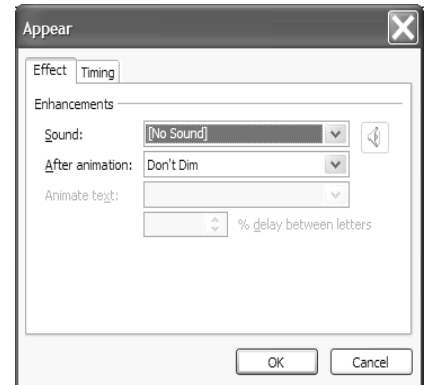 Appear
Effect Timing
Enhancements
Sound: [No Sound]
After animation: Don't Dim
Animate text:
% delay between letters
OK Cancel